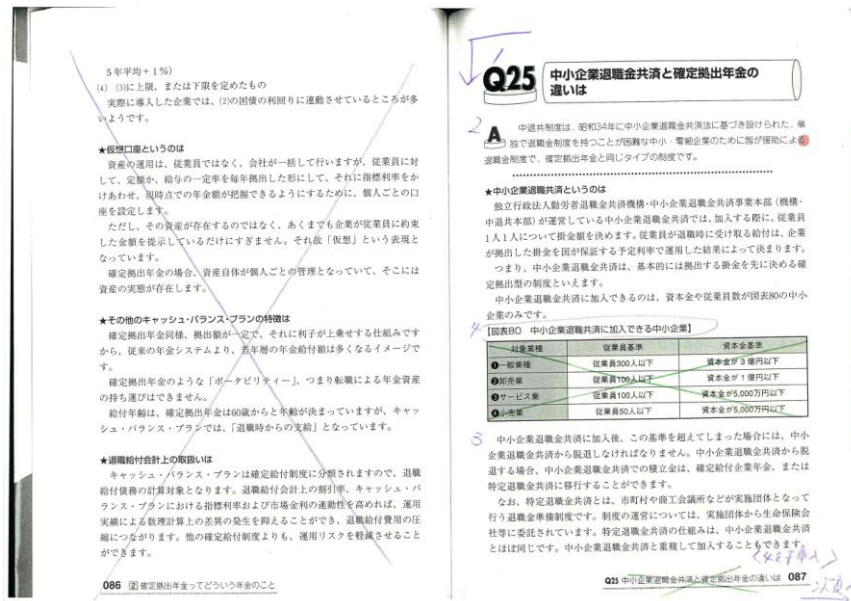 5年平均+1%)
(4) (3)に上限、または下限を定めたもの
実際に導入した企業では、(2)の国債の利回りに連動させているところが多
いようです。
★仮想口座というのは
資産の運用は、従業員ではなく、会社が一括して行いますが、従業員に対
して、定額か、給与の一定率を毎年拠出した形にして、それに指標利率をか
けあわせ、現時点での年金額が把握できるようにするために、個人ごとの口
座を設定します。
ただし、その資産が存在するのではなく、あくまでも企業が従業員に約束
した金額を提示しているだけにすぎません。それ故「仮想」という表現と
なっています。
確定拠出年金の場合、資産自体が個人ごとの管理となっていて、そこには
資産の実態が存在します。
★その他のキャッシュ・バランス・プランの特徴は
確定拠出年金同様、拠出額が一定で、それに利子が上乗せする仕組みです
から、従来の年金システムより、若年層の年金給付額は多くなるイメージで
す。
確定拠出年金のような「ポータビリティー」、つまり転職による年金資産
の持ち運びはできません。
給付年齢は、確定拠出年金は60歳からと年齢が決まっていますが、キャッ
シュ・バランス・プランでは、「退職時からの支給」となっています。
★退職給付会計上の取扱いは
キャッシュ・バランス・プランは確定給付制度に分類されますので、退職
給付債務の計算対象となります。退職給付会計上の割引率、キャッシュ・バ
ランス・プランにおける指標利率および市場金利の連動性を高めれば、運用
実績による数理計算上の差異の発生を抑えることができ、退職給付費用の圧
縮につながります。他の確定給付制度よりも、運用リスクを軽減させること
ができます。
086 2 確定拠出年金ってどういう年金のこと
Q25 中小企業退職金共済と確定拠出年金の
違いは
2
A 中退共制度は、昭和34年に中小企業退職金共済法に基づき設けられた、単
独で退職金制度を持つことが困難な中小・零細企業のために国が援助による
退職金制度で、確定拠出年金と同じタイプの制度です。
★中小企業退職共済というのは
独立行政法人勤労者退職金共済機構・中小企業退職金共済事業本部(機構・
中退共本部)が運営している中小企業退職金共済では、加入する際に、従業員
1人1人について掛金額を決めます。従業員が退職時に受け取る給付は、企業
が拠出した掛金を国が保証する予定利率で運用した結果によって決まります。
つまり、中小企業退職金共済は、基本的には拠出する掛金を先に決める確
定拠出型の制度といえます。
中小企業退職金共済に加入できるのは、資本金や従業員数が図表80の中小
企業のみです。
4
【図表80 中小企業退職共済に加入できる中小企業】
対象業種 従業員基準 資本金基準
❶一般業種 従業員300人以下 資本金が3億円以下
❷卸売業 従業員100人以下 資本金が1億円以下
❸サービス業 従業員100人以下 資本金が5,000万円以下
❹小売業 従業員50人以下 資本金が5,000万円以下
3
中小企業退職金共済に加入後、この基準を超えてしまった場合には、中小
企業退職金共済から脱退しなければなりません。中小企業退職金共済から脱
退する場合、中小企業退職金共済での積立金は、確定給付企業年金、または
特定退職金共済に移行することができます。
なお、特定退職金共済とは、市町村や商工会議所などが実施団体となって
行う退職金準備制度です。制度の運営については、実施団体から生命保険会
社等に委託されています。特定退職金共済の仕組みは、中小企業退職金共済
とほぼ同じです。中小企業退職金共済と重複して加入することもできます。
Q25 中小企業退職金共済と確定拠出年金の違いは 087
次頁へ